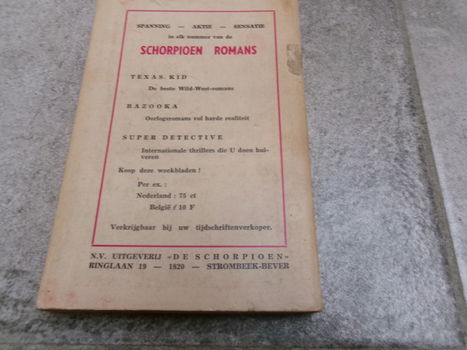 SPANNING — AKTIE — SENSATIE
in elk nummer van de
SCHORPIOEN ROMANS
TEXAS KID
De beste Wild-West-romans
BAZOOKA
Oorlogsromans vol harde realiteit
SUPER DETECTIVE
Internationale thrillers die U doen hui-
veren
Koop deze weekbladen !
Per ex. :
Nederland : 75 ct
België : 10 F
Verkrijgbaar bij uw tijdschriftenverkoper.
N.V. UITGEVERIJ «DE SCHORPIOEN»
RINGLAAN 19 — 1820 — STROMBEEK-BEVER